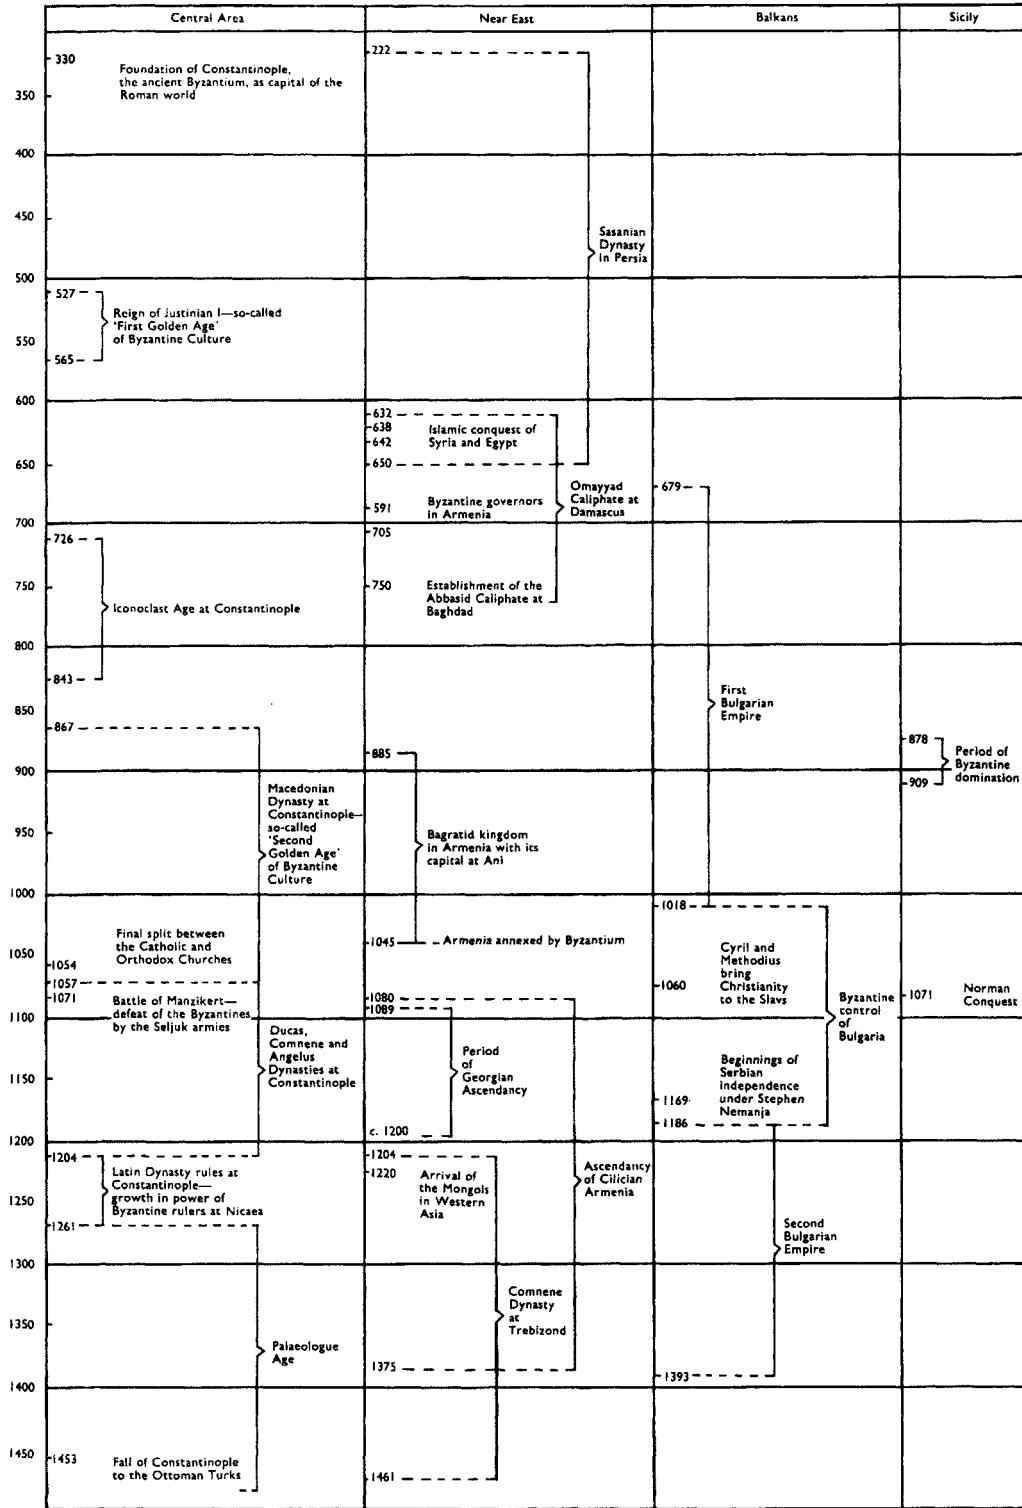 Central Area
Near East
Balkans
Sicily
350
400
450
500
550
600
650
700
750
800
850
900
950
1000
1050
1100
1150
1200
1250
1300
1350
1400
1450
330
Foundation of Constantinople,
the ancient Byzantium, as capital of the
Roman world
527
Reign of Justinian I—so-called
'First Golden Age'
of Byzantine Culture
565
726
Iconoclast Age at Constantinople
843
867
Macedonian
Dynasty at
Constantinople—
so-called
'Second
Golden Age'
of Byzantine
Culture
Final split between
the Catholic and
Orthodox Churches
1054
1057
1071
Battle of Manzikert—
defeat of the Byzantines
by the Seljuk armies
Ducas,
Comnene and
Angelus
Dynasties at
Constantinople
1204
Latin Dynasty rules at
Constantinople—
growth in power of
Byzantine rulers at Nicaea
1261
Palaeologue
Age
1453
Fall of Constantinople
to the Ottoman Turks
222
Sasanian
Dynasty
in Persia
632
638
642
650
Islamic conquest of
Syria and Egypt
Omayyad
Caliphate at
Damascus
591
Byzantine governors
in Armenia
705
750
Establishment of the
Abbasid Caliphate at
Baghdad
885
Bagratid kingdom
in Armenia with its
capital at Ani
1045
Armenia annexed by Byzantium
1080
1089
Period
of
Georgian
Ascendancy
c. 1200
1204
1220
Arrival of
the Mongols
in Western
Asia
Ascendancy
of Cilician
Armenia
Comnene
Dynasty
at
Trebizond
1375
1461
679
First
Bulgarian
Empire
1018
Cyril and
Methodius
bring
Christianity
to the Slavs
1060
Byzantine
control
of
Bulgaria
Beginnings of
Serbian
independence
under Stephen
Nemanja
1169
1186
Second
Bulgarian
Empire
1393
878
Period of
Byzantine
domination
909
1071
Norman
Conquest